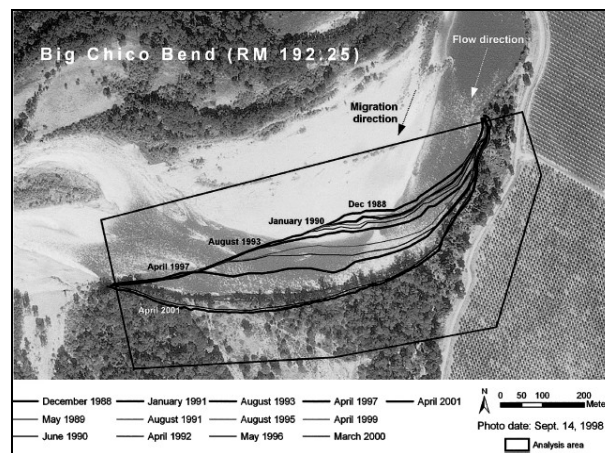 Big Chico Bend (RM 192.25)
Flow direction
Migration
direction
Dec 1988
January 1990
August 1993
April 1997
April 2001
December 1988
January 1991
August 1993
April 1997
April 2001
May 1989
August 1991
August 1995
April 1999
June 1990
April 1992
May 1996
March 2000
N
0 50 100 200
Mete
Photo date: Sept. 14, 1998
Analysis area